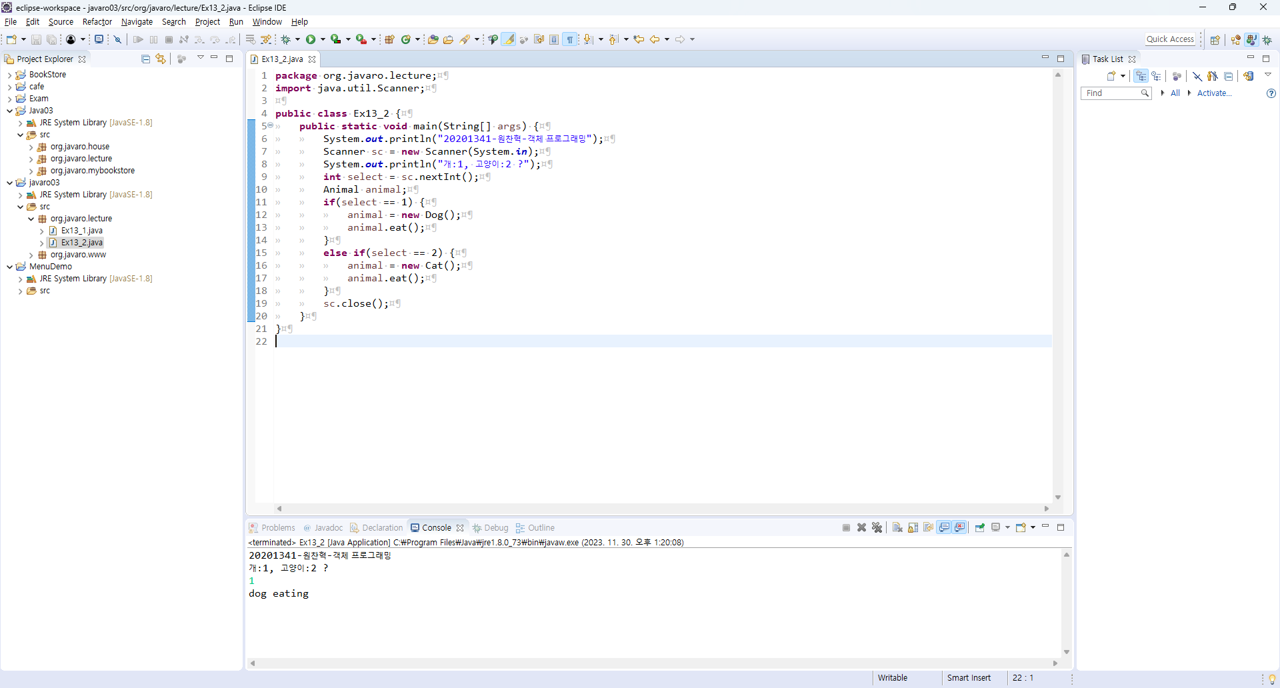 eclipse-workspace - javaro03/src/org/javaro/lecture/Ex13_2.java - Eclipse IDE
File Edit Source Refactor Navigate Search Project Run Window Help
Quick Access
Project Explorer
BookStore
cafe
Exam
Java03
JRE System Library [JavaSE-1.8]
src
org.javaro.house
org.javaro.lecture
org.javaro.mybookstore
javaro03
JRE System Library [JavaSE-1.8]
src
org.javaro.lecture
Ex13_1.java
Ex13_2.java
org.javaro.www
MenuDemo
JRE System Library [JavaSE-1.8]
src
Ex13_2.java
1 package org.javaro.lecture;
2 import java.util.Scanner;
3
4 public class Ex13_2 {
5 public static void main(String[] args) {
6 System.out.println("20201341-원찬혁-객체 프로그래밍");
7 Scanner sc = new Scanner(System.in);
8 System.out.println("개:1, 고양이:2 ?");
9 int select = sc.nextInt();
10 Animal animal;
11 if(select == 1) {
12 animal = new Dog();
13 animal.eat();
14 }
15 else if(select == 2) {
16 animal = new Cat();
17 animal.eat();
18 }
19 sc.close();
20 }
21 }
22
Task List
Find All Activate...
Problems Javadoc Declaration Console Debug Outline
<terminated> Ex13_2 [Java Application] C:₩Program Files₩Java₩jre1.8.0_73₩bin₩javaw.exe (2023. 11. 30. 오후 1:20:08)
20201341-원찬혁-객체 프로그래밍
개:1, 고양이:2 ?
1
dog eating
Writable Smart Insert 22 : 1